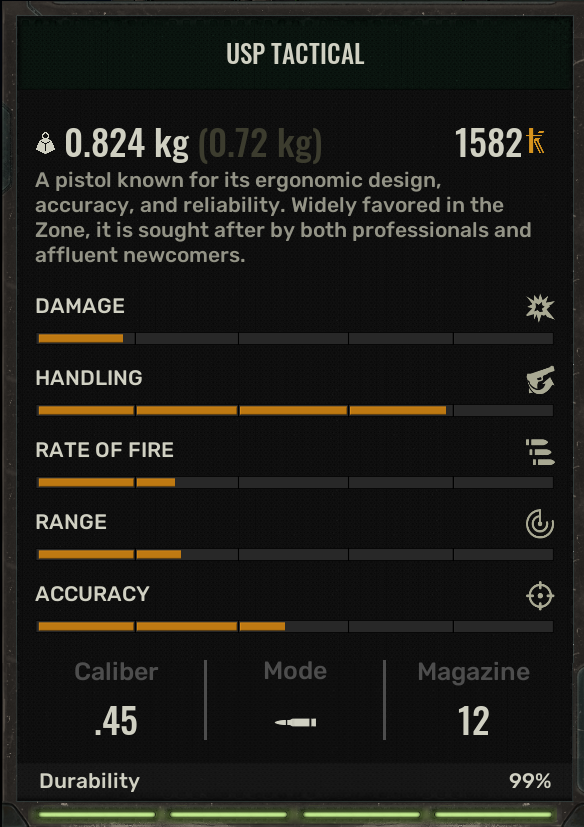 USP TACTICAL
0.824 kg (0.72 kg) 1582
A pistol known for its ergonomic design,
accuracy, and reliability. Widely favored in the
Zone, it is sought after by both professionals and
affluent newcomers.
DAMAGE
HANDLING
RATE OF FIRE
RANGE
ACCURACY
Caliber Mode Magazine
.45 12
Durability 99%